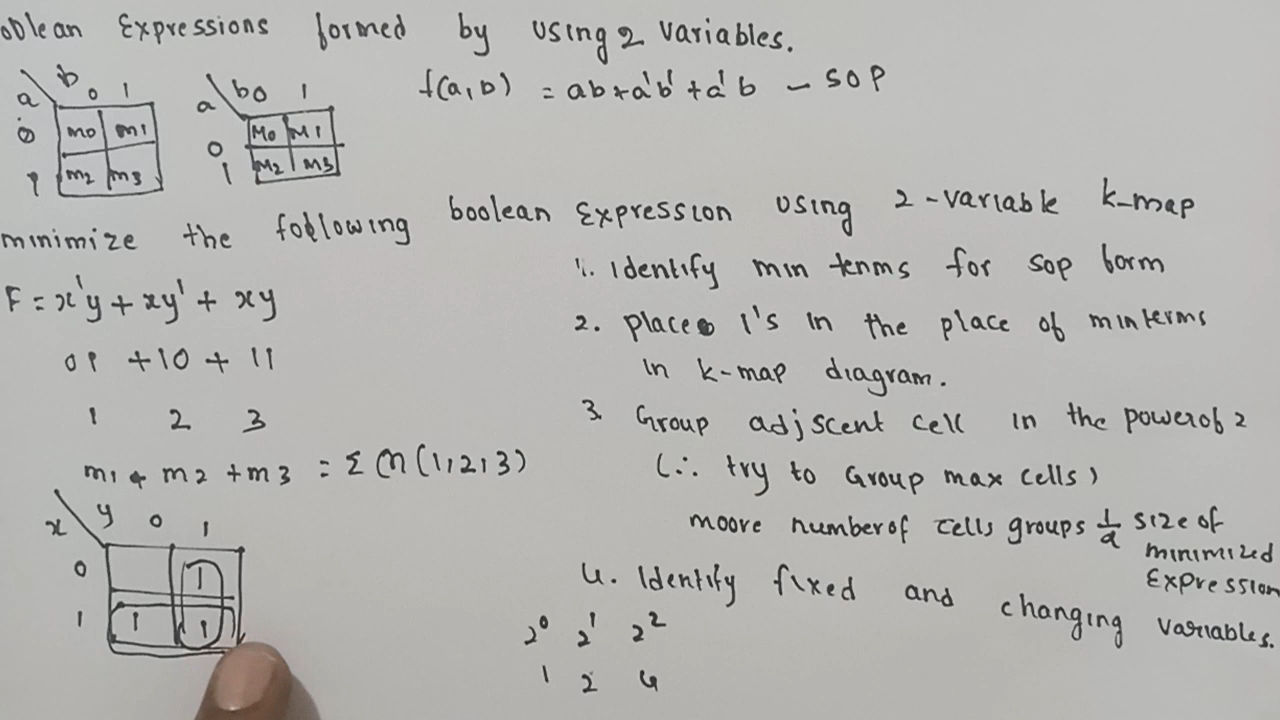 oolean Expressions formed by using 2 variables.
b
a 0 1
0 m0 m1
1 m2 m3
a b 0 1
0 M0 M1
1 M2 M3
f(a,b) = ab+a'b'+a'b - SOP
minimize the following boolean Expression using 2-variable k-map
F = x'y + xy' + xy
01 + 10 + 11
1 2 3
m1 + m2 + m3 = Σm(1,2,3)
x y 0 1
0 1
1 1 1
1. Identify min terms for sop form
2. place 1's in the place of minterms
in k-map diagram.
3. Group adjscent cell in the power of 2
(∴ try to Group max cells)
moore number of cells groups 1/α size of
minimized
Expression
4. Identify fixed and changing variables.
2⁰ 2¹ 2²
1 2 4